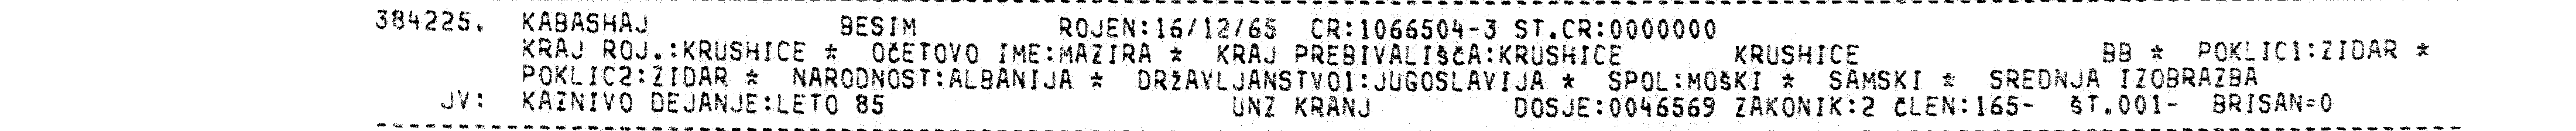 384225. KABASHAJ BESIM ROJEN:16/12/65 CR:1066504-3 ST.CR:0000000
KRAJ ROJ.:KRUSHICE * OČETOVO IME:MAZIRA * KRAJ PREBIVALIŠČA:KRUSHICE KRUSHICE BB * POKLIC1:ZIDAR *
POKLIC2:ZIDAR * NARODNOST:ALBANIJA * DRŽAVLJANSTVO1:JUGOSLAVIJA * SPOL:MOŠKI * SAMSKI * SREDNJA IZOBRAZBA
JV: KAZNIVO DEJANJE:LETO 85 UNZ KRANJ DOSJE:0046569 ZAKONIK:2 ČLEN:165- ŠT.001- BRISAN=0